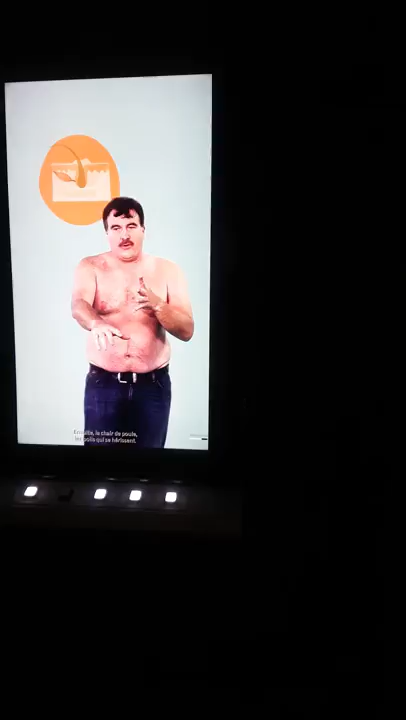 Ensuite, la chair de poule,
les poils qui se hérissent.